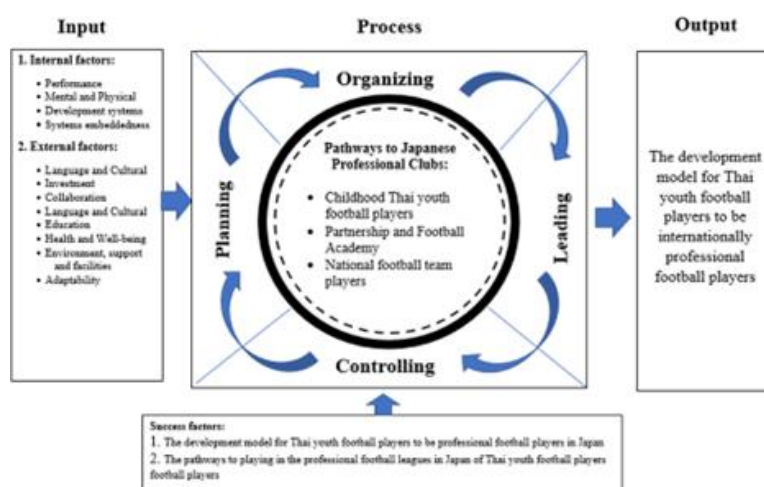 Input
1. Internal factors:
• Performance
• Mental and Physical
• Development systems
• Systems embeddedness
2. External factors:
• Language and Cultural
• Investment
• Collaboration
• Language and Cultural
• Education
• Health and Well-being
• Environment, support
and facilities
• Adaptability
Process
Organizing
Planning
Pathways to Japanese
Professional Clubs:
• Childhood Thai youth
football players
• Partnership and Football
Academy
• National football team
players
Leading
Controlling
Output
The development
model for Thai
youth football
players to be
internationally
professional
football players
Success factors:
1. The development model for Thai youth football players to be professional football players in Japan
2. The pathways to playing in the professional football leagues in Japan of Thai youth football players
football players